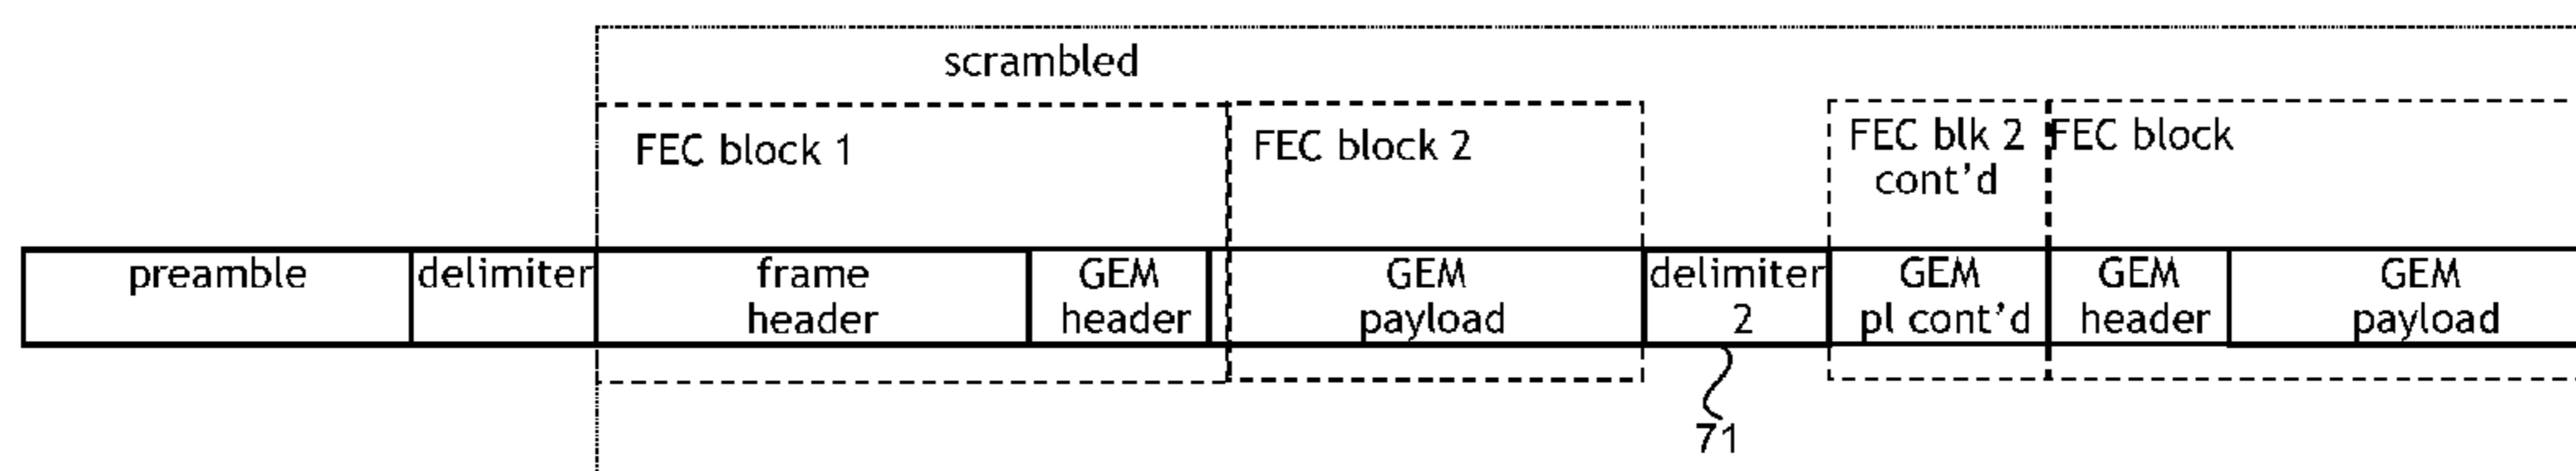 scrambled
FEC block 1
FEC block 2
FEC blk 2
cont'd
FEC block
preamble
delimiter
frame
header
GEM
header
GEM
payload
delimiter
2
GEM
pl cont'd
GEM
header
GEM
payload
71